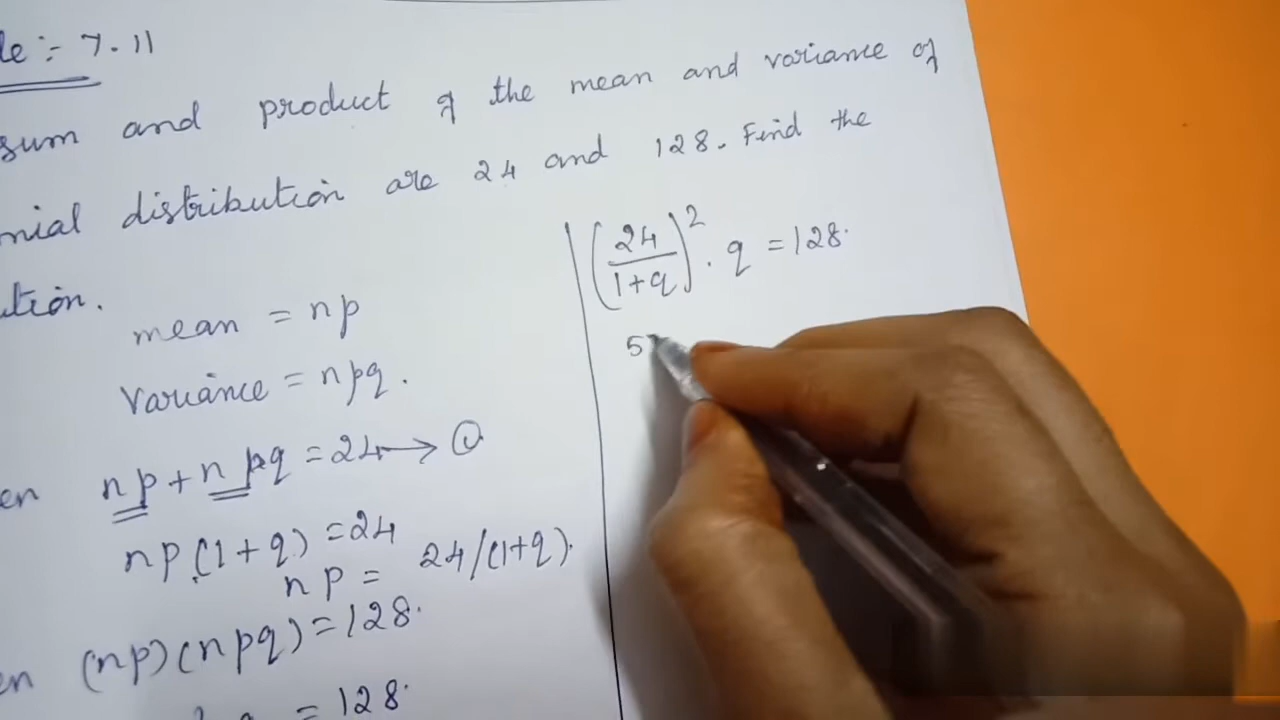 le :- 7.11
sum and product of the mean and variance of
nomial distribution are 24 and 128. Find the
ution.
mean = np
Variance = npq.
en np + npq = 24 → ①
np(1+q) = 24
np = 24/(1+q).
en (np)(npq) = 128.
= 128.
(24/(1+q))² . q = 128.
57